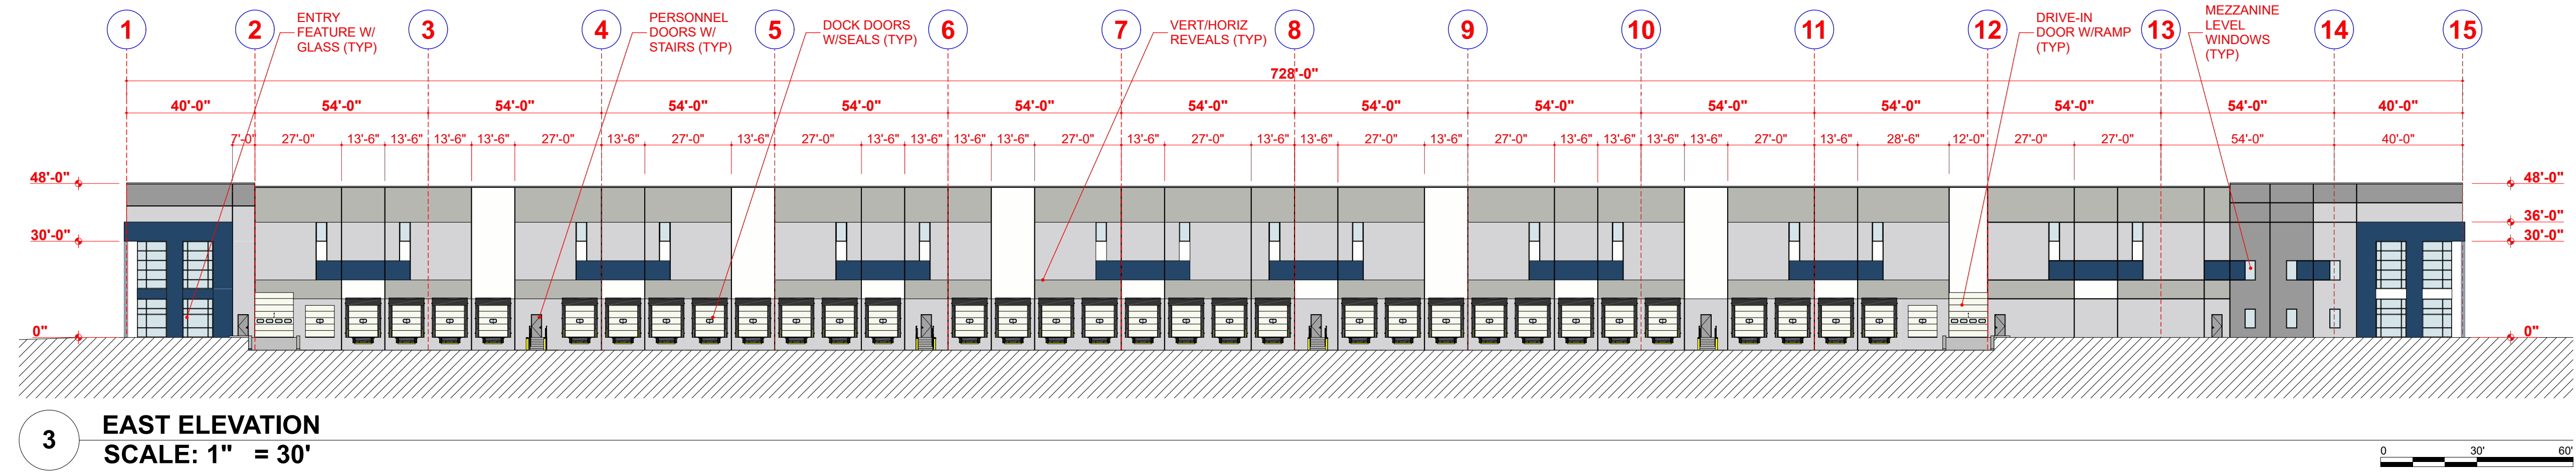 1 2 3 4 5 6 7 8 9 10 11 12 13 14 15
ENTRY
FEATURE W/
GLASS (TYP)
PERSONNEL
DOORS W/
STAIRS (TYP)
DOCK DOORS
W/SEALS (TYP)
VERT/HORIZ
REVEALS (TYP)
DRIVE-IN
DOOR W/RAMP
(TYP)
MEZZANINE
LEVEL
WINDOWS
(TYP)
728'-0"
40'-0" 54'-0" 54'-0" 54'-0" 54'-0" 54'-0" 54'-0" 54'-0" 54'-0" 54'-0" 54'-0" 54'-0" 54'-0" 40'-0"
7'-0" 27'-0" 13'-6" 13'-6" 13'-6" 13'-6" 27'-0" 13'-6" 27'-0" 13'-6" 27'-0" 13'-6" 13'-6" 13'-6" 13'-6" 27'-0" 13'-6" 27'-0" 13'-6" 13'-6" 27'-0" 13'-6" 27'-0" 13'-6" 13'-6" 13'-6" 13'-6" 27'-0" 13'-6" 28'-6" 12'-0" 27'-0" 27'-0" 54'-0" 40'-0"
48'-0"
30'-0"
0"
48'-0"
36'-0"
30'-0"
0"
3
EAST ELEVATION
SCALE: 1" = 30'
0 30' 60'